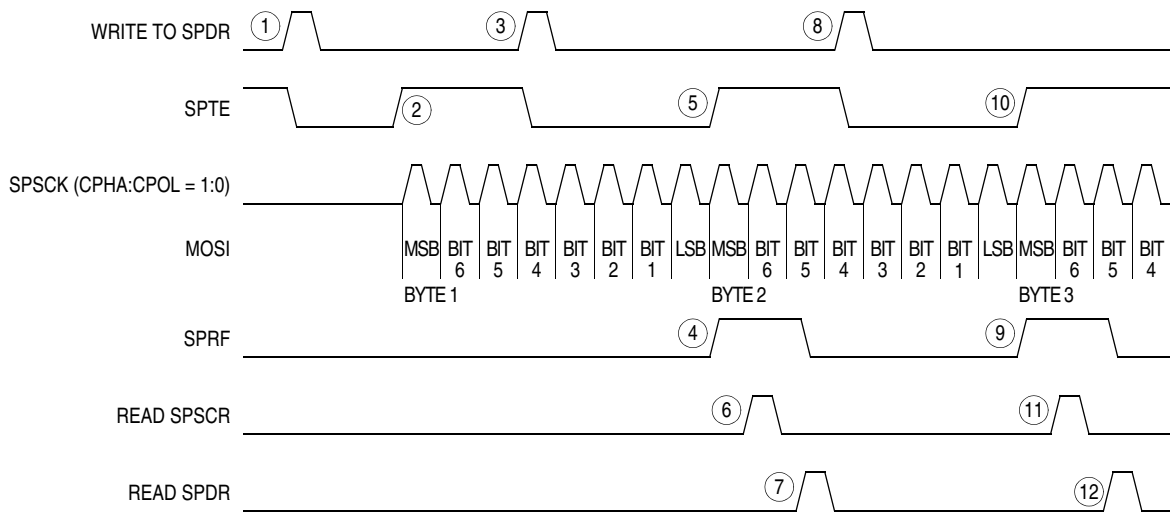 WRITE TO SPDR 1 3 8
SPTE 2 5 10
SPSCK (CPHA:CPOL = 1:0)
MOSI MSB BIT 6 BIT 5 BIT 4 BIT 3 BIT 2 BIT 1 LSB MSB BIT 6 BIT 5 BIT 4 BIT 3 BIT 2 BIT 1 LSB MSB BIT 6 BIT 5 BIT 4
BYTE 1 BYTE 2 BYTE 3
SPRF 4 9
READ SPSCR 6 11
READ SPDR 7 12